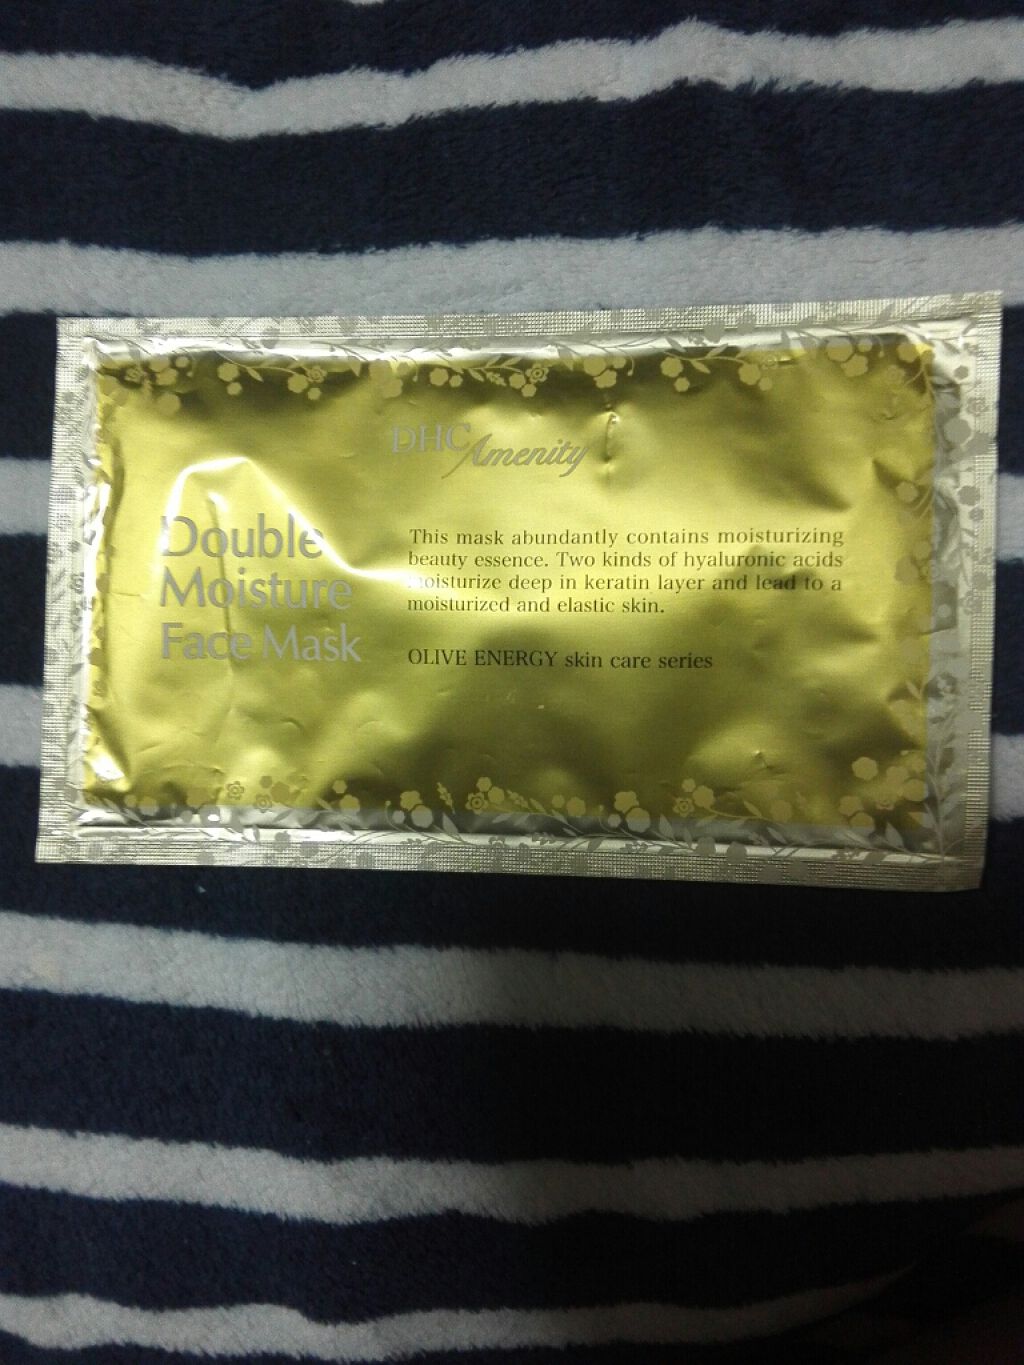 DHC Amenity
Double
Moisture
Face Mask
This mask abundantly contains moisturizing
beauty essence. Two kinds of hyaluronic acids
moisturize deep in keratin layer and lead to a
moisturized and elastic skin.
OLIVE ENERGY skin care series